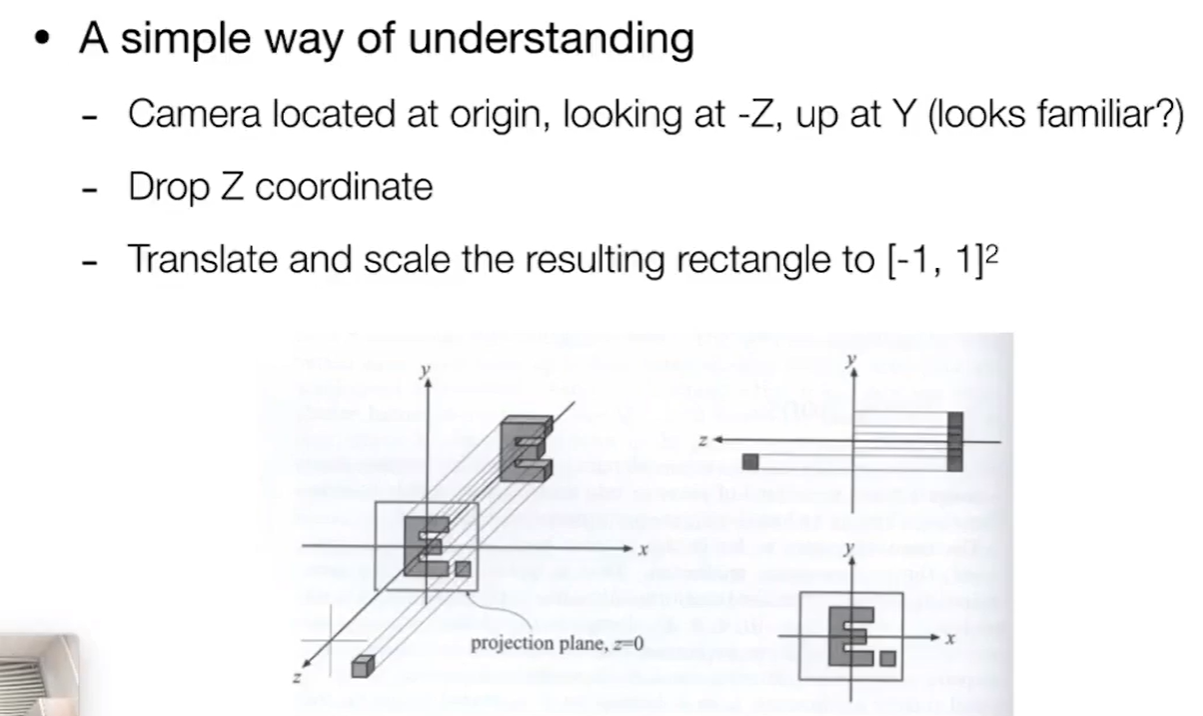 • A simple way of understanding
- Camera located at origin, looking at -Z, up at Y (looks familiar?)
- Drop Z coordinate
- Translate and scale the resulting rectangle to [-1, 1]²
y
y
z
E
E.
x
y
projection plane, z=0
E.
x
z